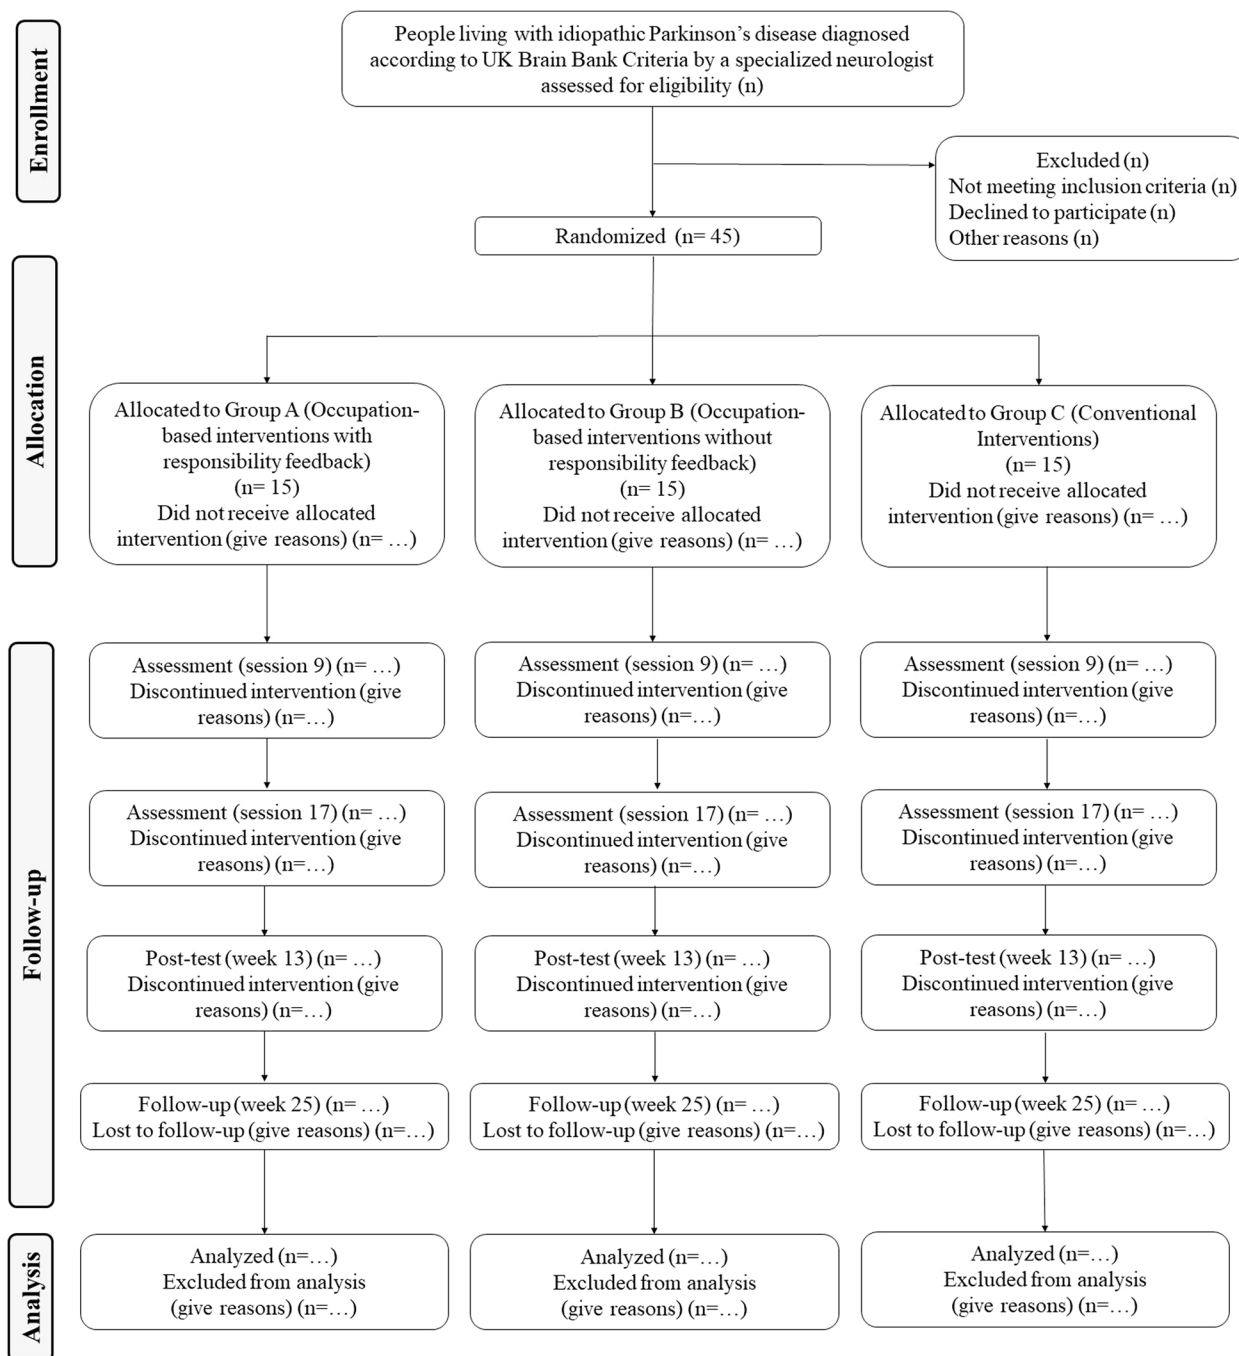 Enrollment
People living with idiopathic Parkinson's disease diagnosed
according to UK Brain Bank Criteria by a specialized neurologist
assessed for eligibility (n)
Excluded (n)
Not meeting inclusion criteria (n)
Declined to participate (n)
Other reasons (n)
Randomized (n= 45)
Allocation
Allocated to Group A (Occupation-
based interventions with
responsibility feedback)
(n= 15)
Did not receive allocated
intervention (give reasons) (n= …)
Allocated to Group B (Occupation-
based interventions without
responsibility feedback)
(n= 15)
Did not receive allocated
intervention (give reasons) (n= …)
Allocated to Group C (Conventional
Interventions)
(n= 15)
Did not receive allocated
intervention (give reasons) (n= …)
Follow-up
Assessment (session 9) (n= …)
Discontinued intervention (give
reasons) (n=…)
Assessment (session 9) (n= …)
Discontinued intervention (give
reasons) (n=…)
Assessment (session 9) (n= …)
Discontinued intervention (give
reasons) (n=…)
Assessment (session 17) (n= …)
Discontinued intervention (give
reasons) (n=…)
Assessment (session 17) (n= …)
Discontinued intervention (give
reasons) (n=…)
Assessment (session 17) (n= …)
Discontinued intervention (give
reasons) (n=…)
Post-test (week 13) (n= …)
Discontinued intervention (give
reasons) (n=…)
Post-test (week 13) (n= …)
Discontinued intervention (give
reasons) (n=…)
Post-test (week 13) (n= …)
Discontinued intervention (give
reasons) (n=…)
Follow-up (week 25) (n= …)
Lost to follow-up (give reasons) (n=…)
Follow-up (week 25) (n= …)
Lost to follow-up (give reasons) (n=…)
Follow-up (week 25) (n= …)
Lost to follow-up (give reasons) (n=…)
Analysis
Analyzed (n=…)
Excluded from analysis
(give reasons) (n=…)
Analyzed (n=…)
Excluded from analysis
(give reasons) (n=…)
Analyzed (n=…)
Excluded from analysis
(give reasons) (n=…)